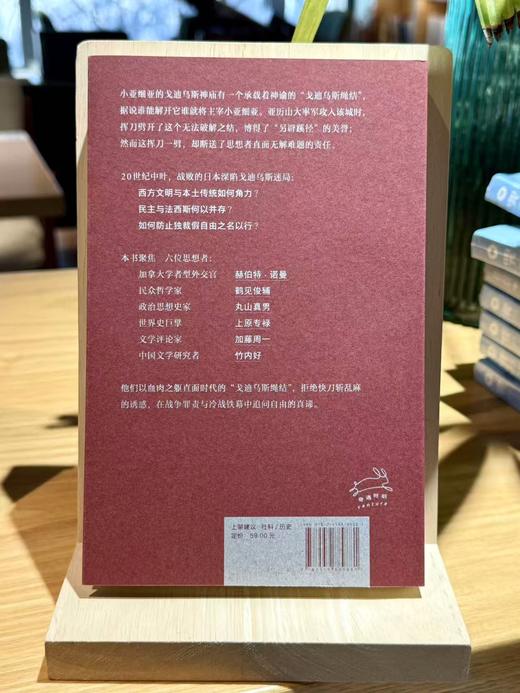 小亚细亚的戈迪乌斯神庙有一个承载着神谕的“戈迪乌斯绳结”，
据说谁能解开它谁就将主宰小亚细亚。亚历山大率军攻入该城时，
挥刀劈开了这个无法破解之结，博得了“另辟蹊径”的美誉；
然而这挥刀一劈，却断送了思想者直面无解难题的责任。
20世纪中叶，战败的日本深陷戈迪乌斯迷局：
西方文明与本土传统如何角力？
民主与法西斯何以并存？
如何防止独裁假自由之名以行？
本书聚焦 六位思想者：
加拿大学者型外交官 赫伯特·诺曼
民众哲学家 鹤见俊辅
政治思想史家 丸山真男
世界史巨擘 上原专禄
文学评论家 加藤周一
中国文学研究者 竹内好
他们以血肉之躯直面时代的“戈迪乌斯绳结”，拒绝快刀斩乱麻
的诱惑，在战争罪责与冷战铁幕中追问自由的真谛。
venture
上架建议：社科／历史
定价：59.00元